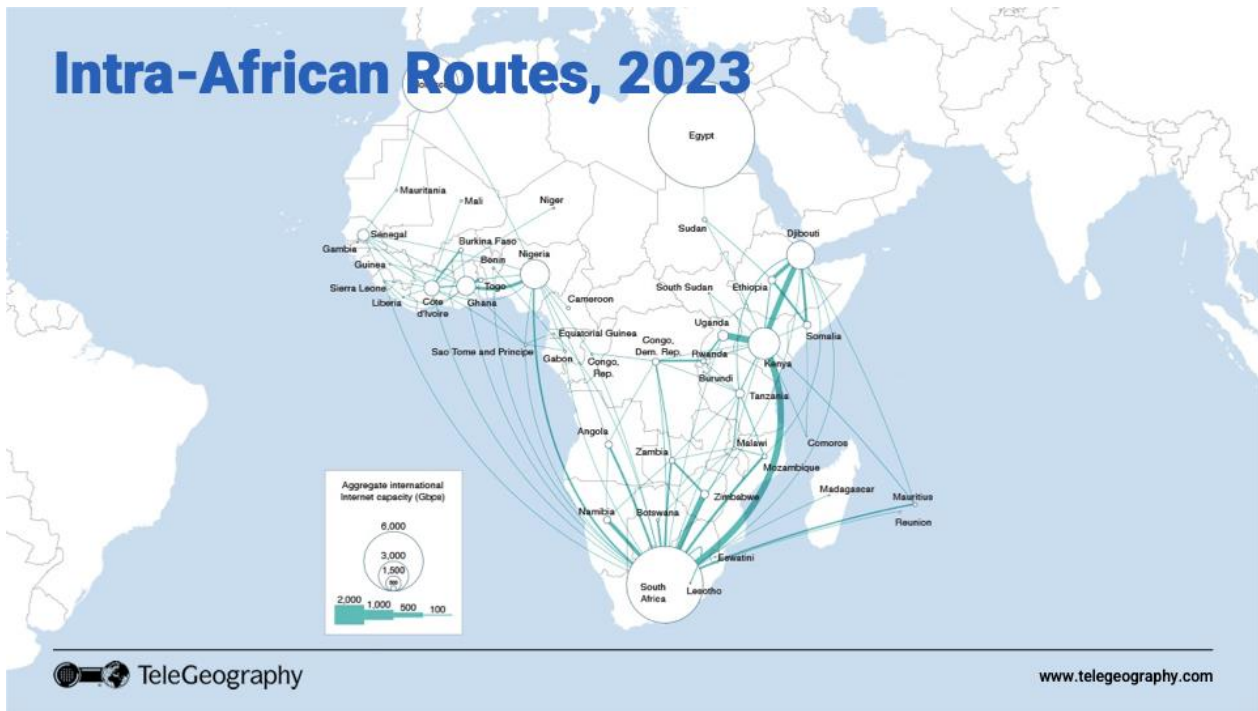 Intra-African Routes, 2023
Egypt
Mauritania
Mali
Niger
Sudan
Senegal
Djibouti
Gambia
Burkina Faso
Nigeria
Guinea
Benin
South Sudan
Ethiopia
Sierra Leone
Togo
Liberia
Côte
d'Ivoire
Ghana
Cameroon
Uganda
Somalia
Equatorial Guinea
Congo,
Dem. Rep.
Rwanda
Sao Tome and Principe
Gabon
Congo,
Rep.
Kenya
Burundi
Tanzania
Angola
Zambia
Malawi
Comoros
Mozambique
Madagascar
Mauritius
Zimbabwe
Reunion
Namibia
Botswana
Eswatini
South
Africa
Lesotho
Aggregate international
Internet capacity (Gbps)
6,000
3,000
1,500
500
2,000
1,000
500
100
TeleGeography
www.telegeography.com